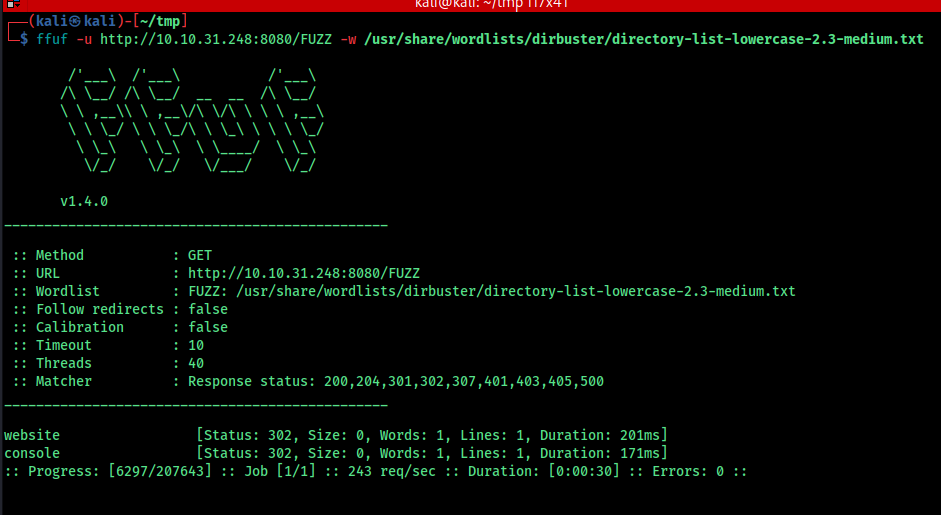 kali@kali: ~/tmp 117x41
┌──(kali㉿kali)-[~/tmp]
└─$ ffuf -u http://10.10.31.248:8080/FUZZ -w /usr/share/wordlists/dirbuster/directory-list-lowercase-2.3-medium.txt
        /'___\  /'___\           /'___\
       /\ \__/ /\ \__/  __  __  /\ \__/
       \ \ ,__\\ \ ,__\/\ \/\ \ \ \ ,__\
        \ \ \_/ \ \ \_/\ \ \_\ \ \ \ \_/
         \ \_\   \ \_\  \ \____/  \ \_\
          \/_/    \/_/   \/___/    \/_/
       v1.4.0
________________________________________________
 :: Method           : GET
 :: URL              : http://10.10.31.248:8080/FUZZ
 :: Wordlist         : FUZZ: /usr/share/wordlists/dirbuster/directory-list-lowercase-2.3-medium.txt
 :: Follow redirects : false
 :: Calibration      : false
 :: Timeout          : 10
 :: Threads          : 40
 :: Matcher          : Response status: 200,204,301,302,307,401,403,405,500
________________________________________________
website                 [Status: 302, Size: 0, Words: 1, Lines: 1, Duration: 201ms]
console                 [Status: 302, Size: 0, Words: 1, Lines: 1, Duration: 171ms]
:: Progress: [6297/207643] :: Job [1/1] :: 243 req/sec :: Duration: [0:00:30] :: Errors: 0 ::